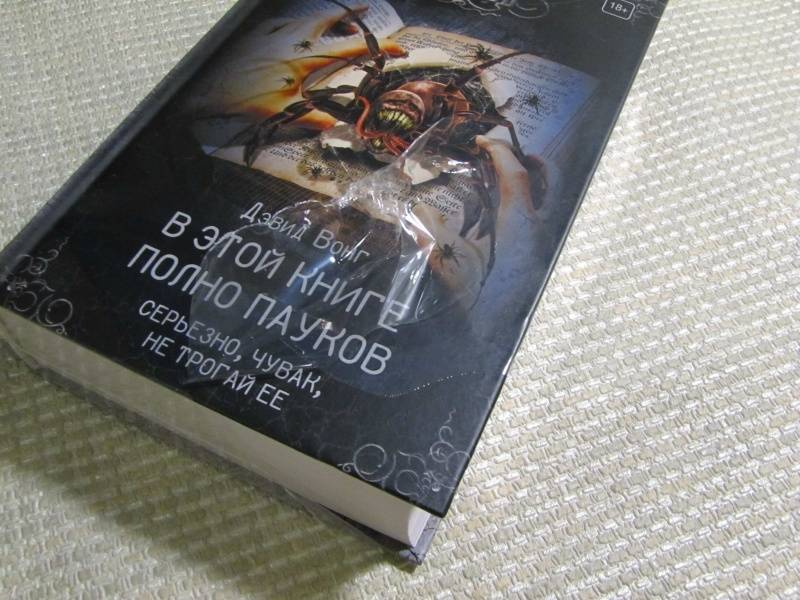 18+
Дэвид Вонг
В ЭТОЙ КНИГЕ
ПОЛНО ПАУКОВ
СЕРЬЕЗНО, ЧУВАК,
НЕ ТРОГАЙ ЕЕ